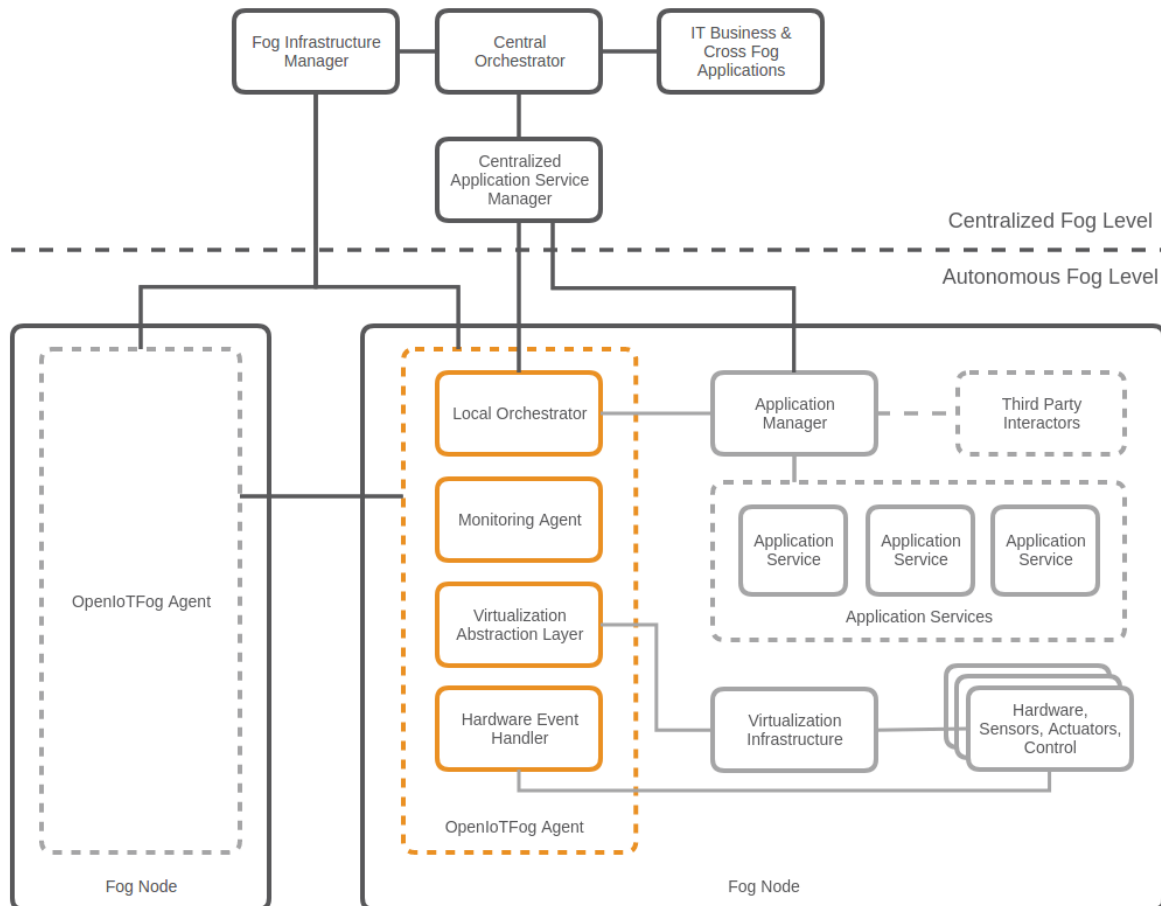 Fog Infrastructure
Manager
Central
Orchestrator
IT Business &
Cross Fog
Applications
Centralized
Application Service
Manager
Centralized Fog Level
Autonomous Fog Level
OpenIoTFog Agent
Fog Node
Local Orchestrator
Monitoring Agent
Virtualization
Abstraction Layer
Hardware Event
Handler
OpenIoTFog Agent
Application
Manager
Third Party
Interactors
Application
Service
Application
Service
Application
Service
Application Services
Virtualization
Infrastructure
Hardware,
Sensors, Actuators,
Control
Fog Node